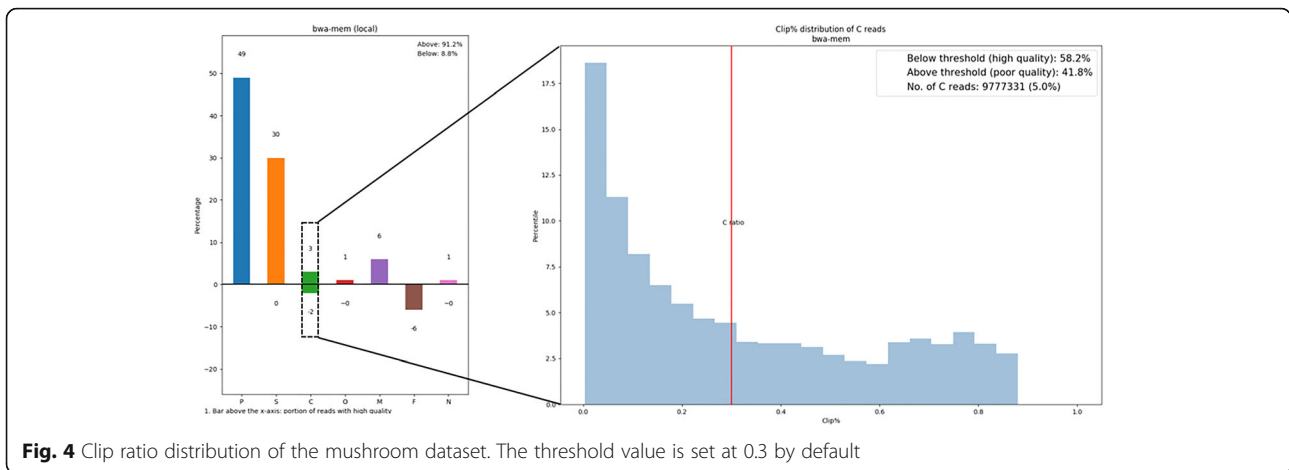 bwa-mem (local)
Above: 91.2%
Below: 8.8%
49
30
3
1
6
1
0
-2
−0
-6
−0
Percentage
50
40
30
20
10
0
−10
−20
P S C O M F N
1. Bar above the x-axis: portion of reads with high quality
Clip% distribution of C reads
bwa-mem
Below threshold (high quality): 58.2%
Above threshold (poor quality): 41.8%
No. of C reads: 9777331 (5.0%)
C ratio
Percentile
17.5
15.0
12.5
10.0
7.5
5.0
2.5
0.0
0.0 0.2 0.4 0.6 0.8 1.0
Clip%
Fig. 4 Clip ratio distribution of the mushroom dataset. The threshold value is set at 0.3 by default